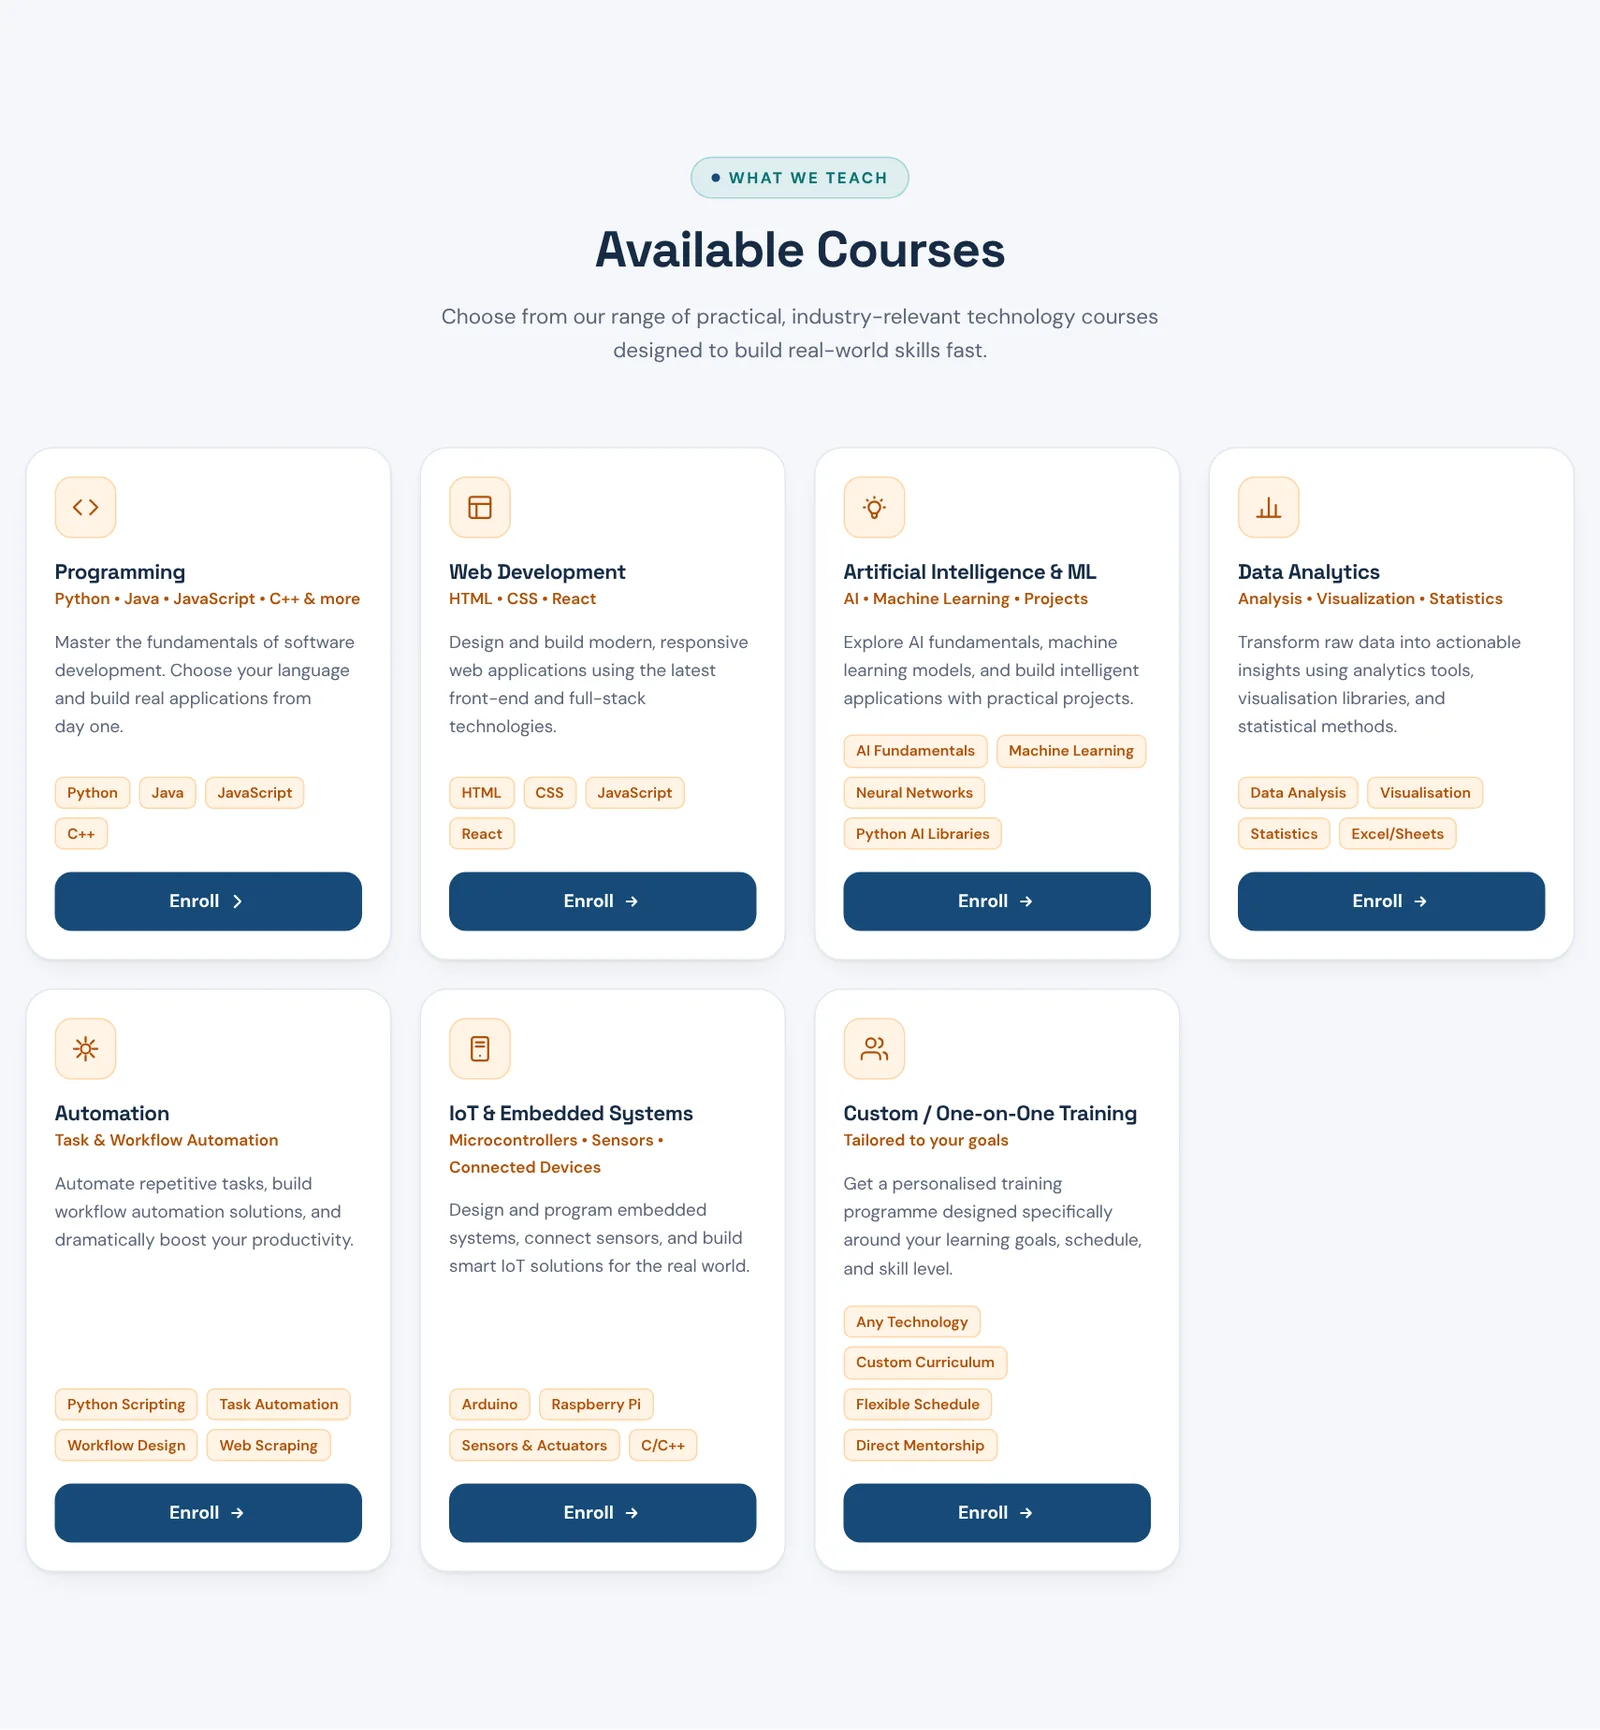 WHAT WE TEACH
Available Courses
Choose from our range of practical, industry-relevant technology courses
designed to build real-world skills fast.
Programming
Python • Java • JavaScript • C++ & more
Master the fundamentals of software
development. Choose your language
and build real applications from
day one.
Python Java JavaScript
C++
Enroll
Web Development
HTML • CSS • React
Design and build modern, responsive
web applications using the latest
front-end and full-stack
technologies.
HTML CSS JavaScript
React
Enroll →
Artificial Intelligence & ML
AI • Machine Learning • Projects
Explore AI fundamentals, machine
learning models, and build intelligent
applications with practical projects.
AI Fundamentals Machine Learning
Neural Networks
Python AI Libraries
Enroll →
Data Analytics
Analysis • Visualization • Statistics
Transform raw data into actionable
insights using analytics tools,
visualisation libraries, and
statistical methods.
Data Analysis Visualisation
Statistics Excel/Sheets
Enroll →
Automation
Task & Workflow Automation
Automate repetitive tasks, build
workflow automation solutions, and
dramatically boost your productivity.
Python Scripting Task Automation
Workflow Design Web Scraping
Enroll →
IoT & Embedded Systems
Microcontrollers • Sensors •
Connected Devices
Design and program embedded
systems, connect sensors, and build
smart IoT solutions for the real world.
Arduino Raspberry Pi
Sensors & Actuators C/C++
Enroll →
Custom / One-on-One Training
Tailored to your goals
Get a personalised training
programme designed specifically
around your learning goals, schedule,
and skill level.
Any Technology
Custom Curriculum
Flexible Schedule
Direct Mentorship
Enroll →